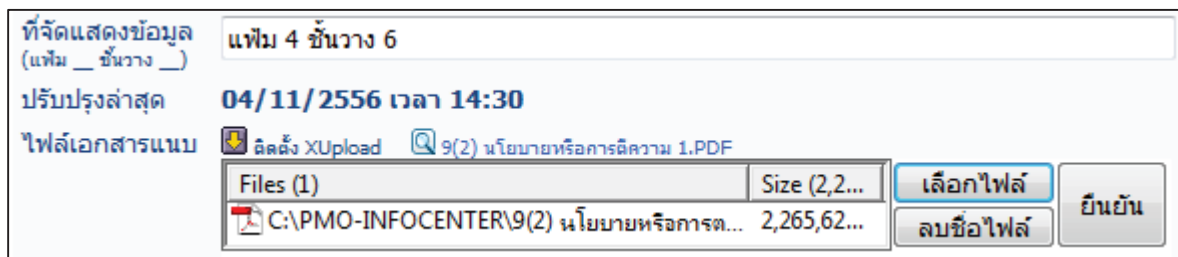 ที่จัดแสดงข้อมูล แฟ้ม 4 ชั้นวาง 6
(แฟ้ม __ ชั้นวาง __)
ปรับปรุงล่าสุด 04/11/2556 เวลา 14:30
ไฟล์เอกสารแนบ ติดตั้ง XUpload 9(2) นโยบายหรือการตีความ 1.PDF
Files (1) Size (2,2... เลือกไฟล์ ยืนยัน
C:\PMO-INFOCENTER\9(2) นโยบายหรือการต... 2,265,62... ลบชื่อไฟล์